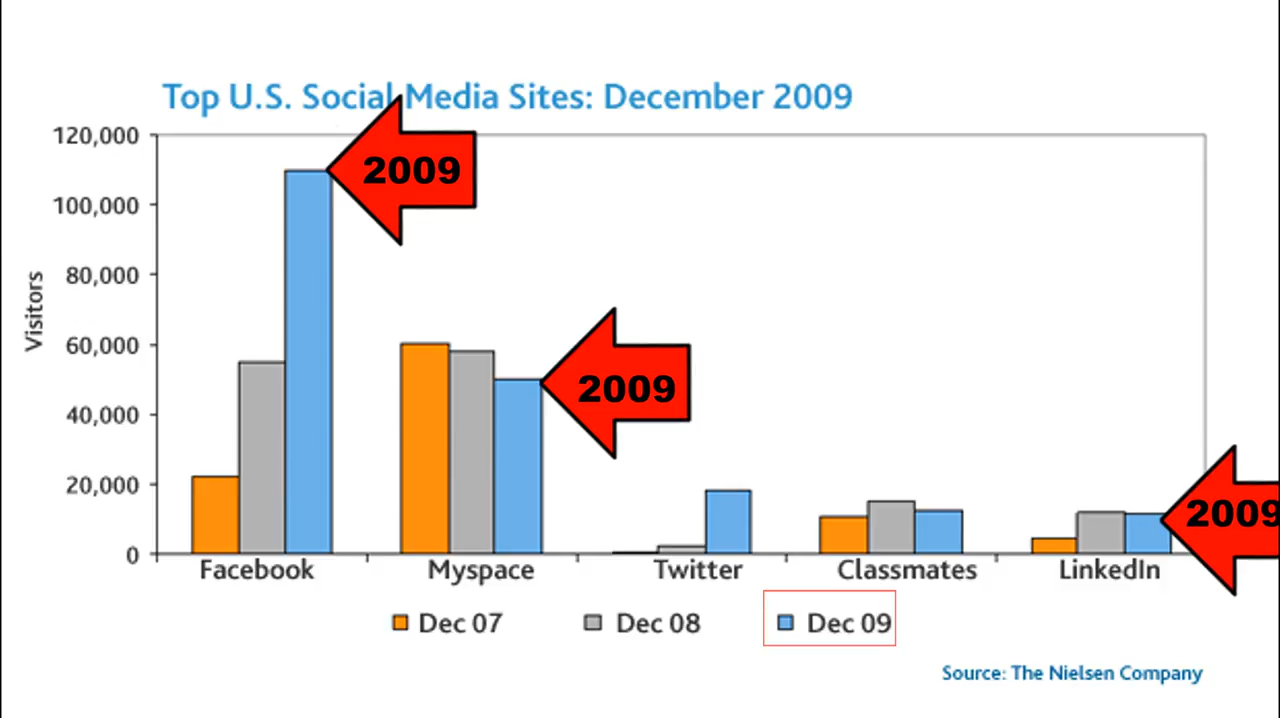 Top U.S. Social Media Sites: December 2009
120,000
2009
100,000
80,000
Visitors
60,000
2009
40,000
20,000
2009
0
Facebook Myspace Twitter Classmates LinkedIn
Dec 07 Dec 08 Dec 09
Source: The Nielsen Company